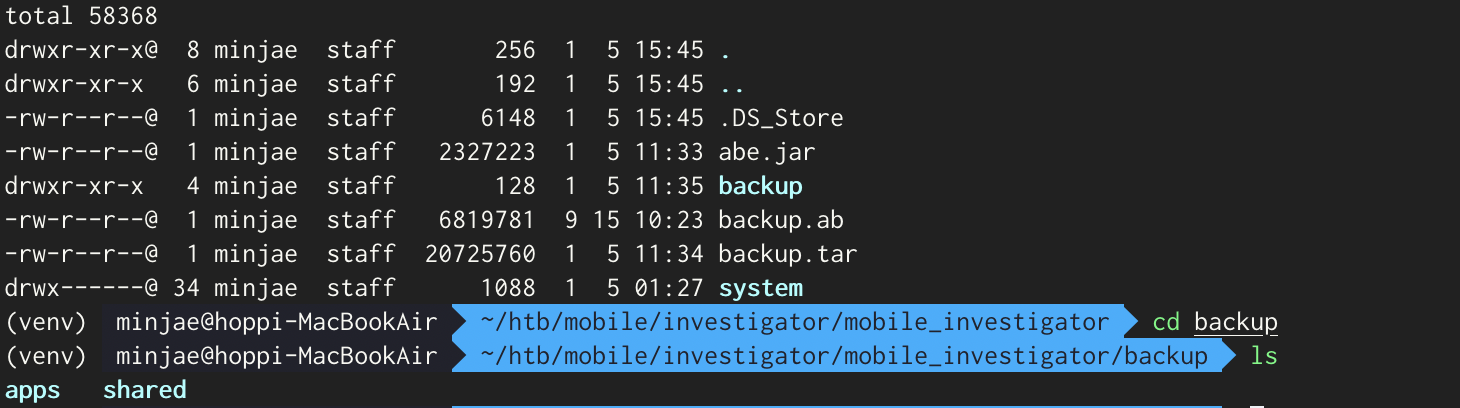 total 58368
drwxr-xr-x@  8 minjae  staff       256  1  5 15:45 .
drwxr-xr-x   6 minjae  staff       192  1  5 15:45 ..
-rw-r--r--@  1 minjae  staff      6148  1  5 15:45 .DS_Store
-rw-r--r--@  1 minjae  staff   2327223  1  5 11:33 abe.jar
drwxr-xr-x   4 minjae  staff       128  1  5 11:35 backup
-rw-r--r--@  1 minjae  staff   6819781  9 15 10:23 backup.ab
-rw-r--r--@  1 minjae  staff  20725760  1  5 11:34 backup.tar
drwx------@ 34 minjae  staff      1088  1  5 01:27 system
(venv)  minjae@hoppi-MacBookAir  ~/htb/mobile/investigator/mobile_investigator  cd backup
(venv)  minjae@hoppi-MacBookAir  ~/htb/mobile/investigator/mobile_investigator/backup  ls
apps   shared